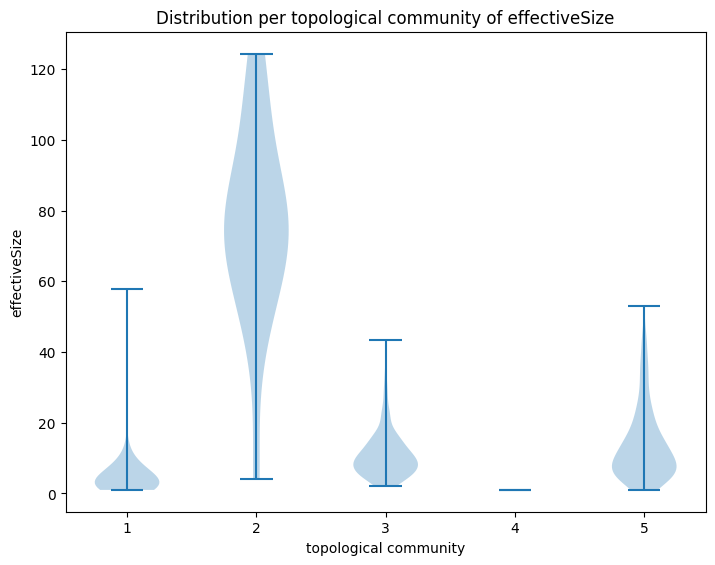 Distribution per topological community of effectiveSize
effectiveSize
120
100
80
60
40
20
0
1 2 3 4 5
topological community